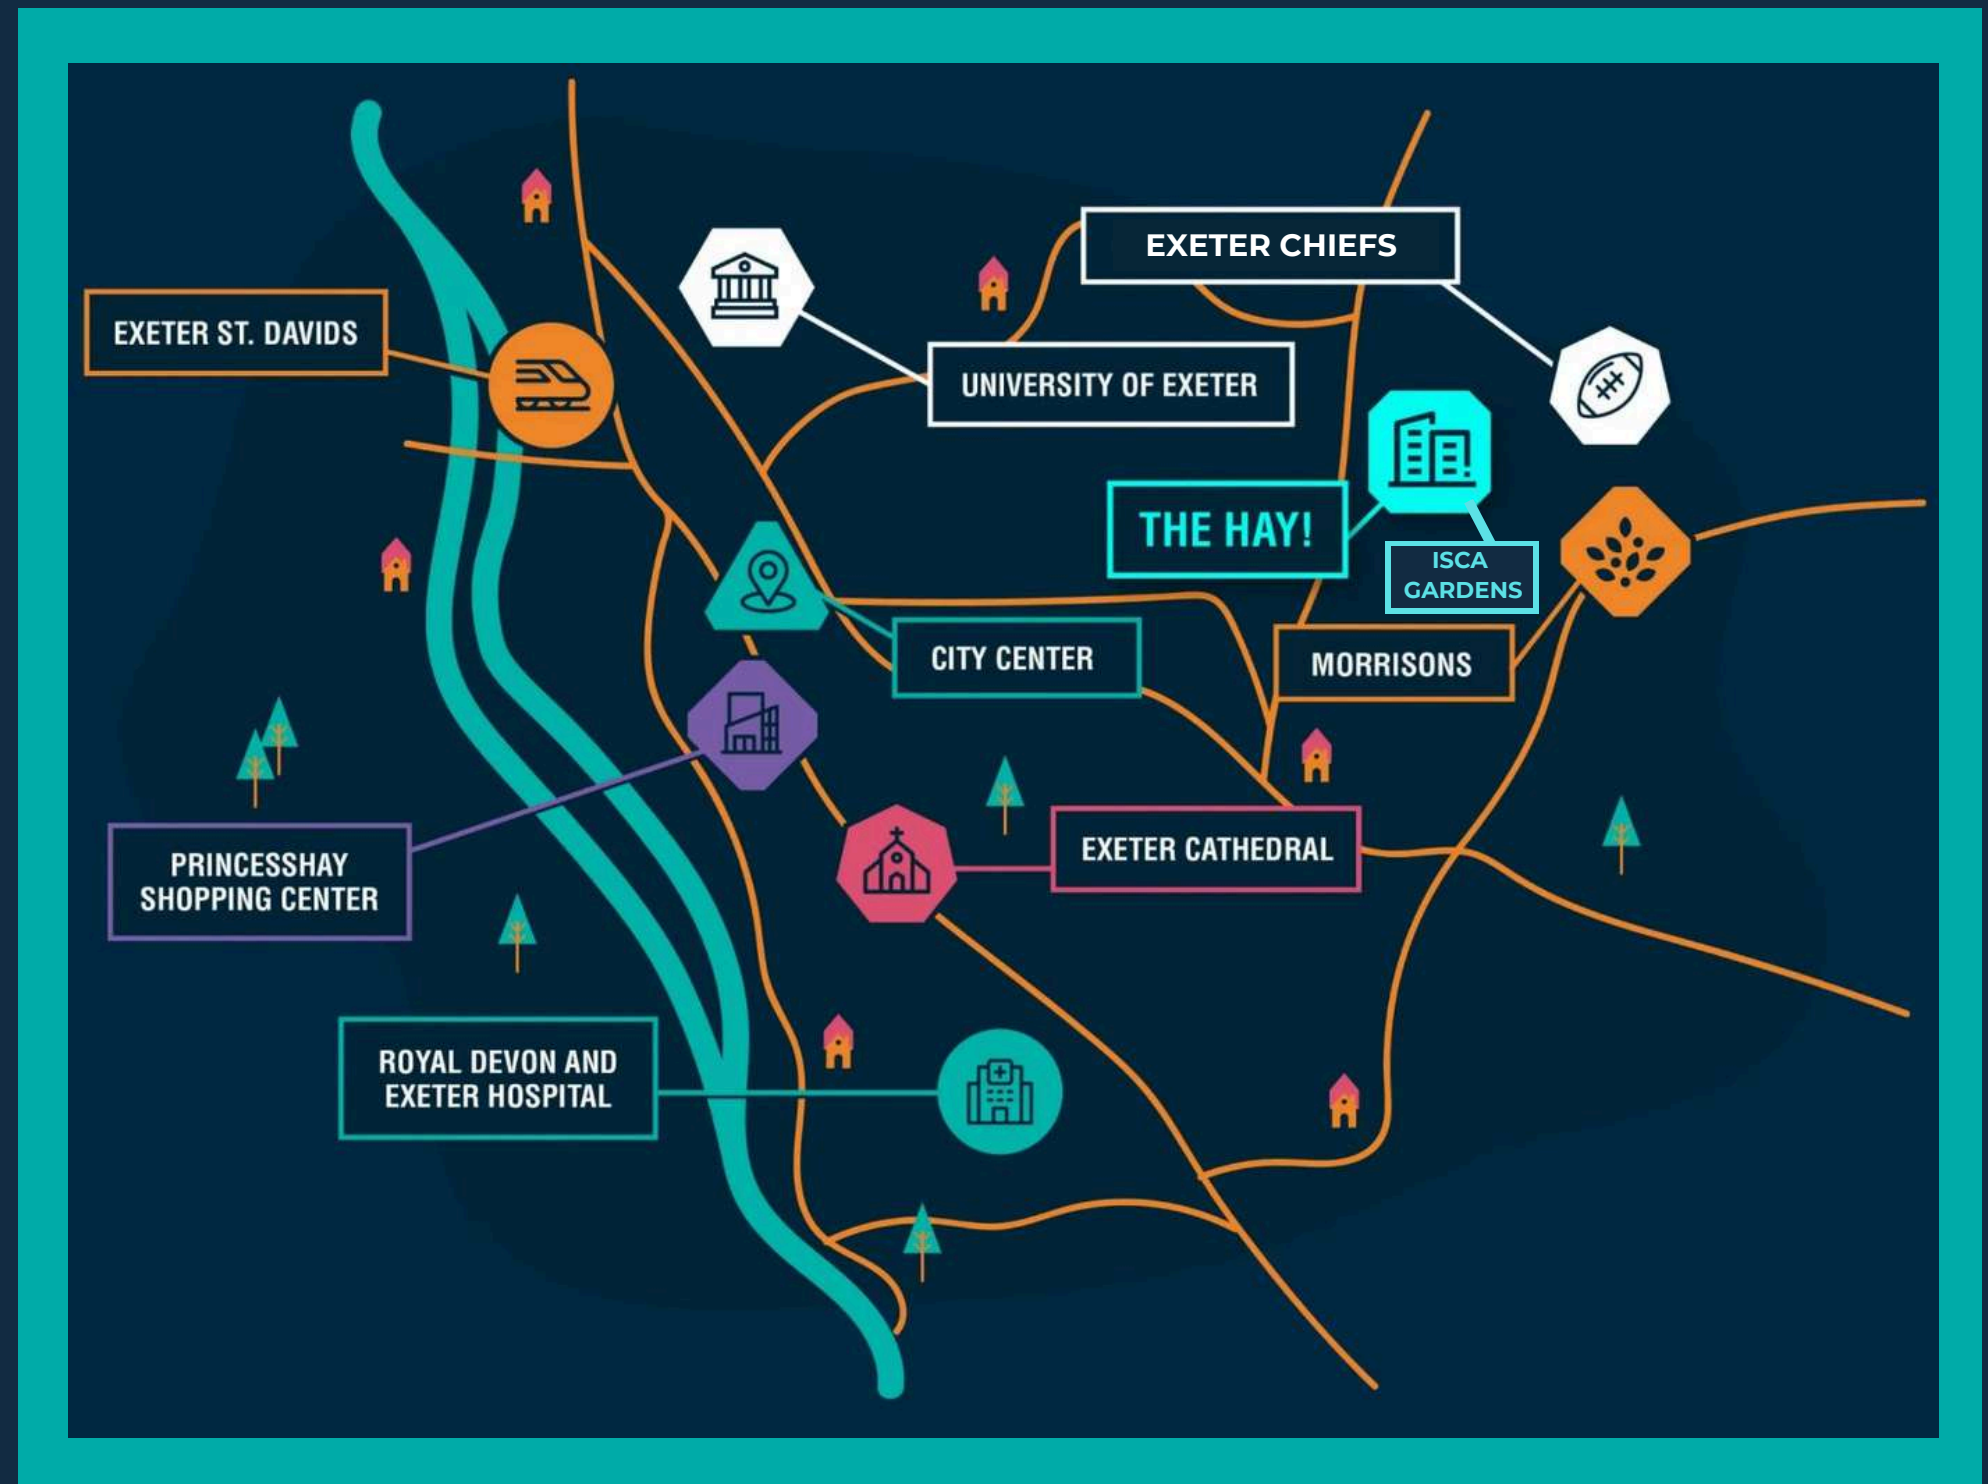 EXETER CHIEFS
EXETER ST. DAVIDS
UNIVERSITY OF EXETER
THE HAY!
ISCA
GARDENS
CITY CENTER
MORRISONS
EXETER CATHEDRAL
PRINCESSHAY
SHOPPING CENTER
ROYAL DEVON AND
EXETER HOSPITAL